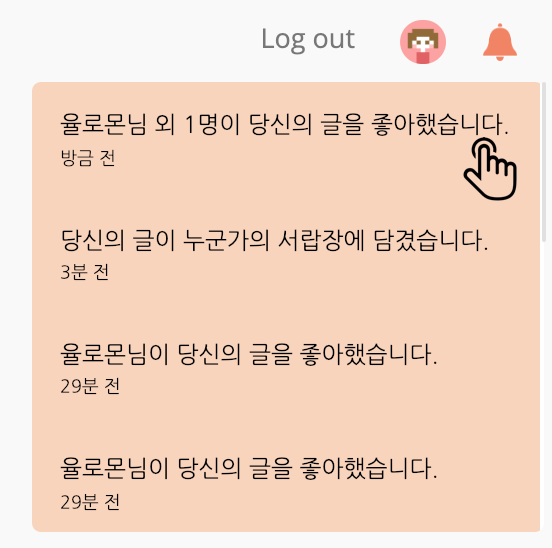 Log out
율로몬님 외 1명이 당신의 글을 좋아했습니다.
방금 전
당신의 글이 누군가의 서랍장에 담겼습니다.
3분 전
율로몬님이 당신의 글을 좋아했습니다.
29분 전
율로몬님이 당신의 글을 좋아했습니다.
29분 전